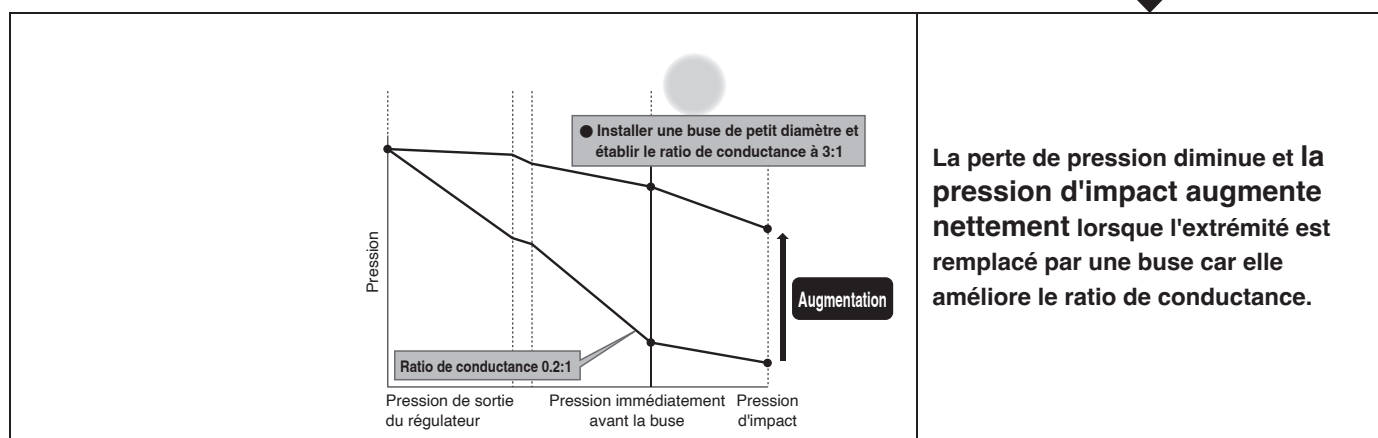 ● Installer une buse de petit diamètre et
établir le ratio de conductance à 3:1
Pression
Augmentation
Ratio de conductance 0.2:1
Pression de sortie
du régulateur
Pression immédiatement
avant la buse
Pression
d'impact
La perte de pression diminue et la
pression d'impact augmente
nettement lorsque l'extrémité est
remplacé par une buse car elle
améliore le ratio de conductance.